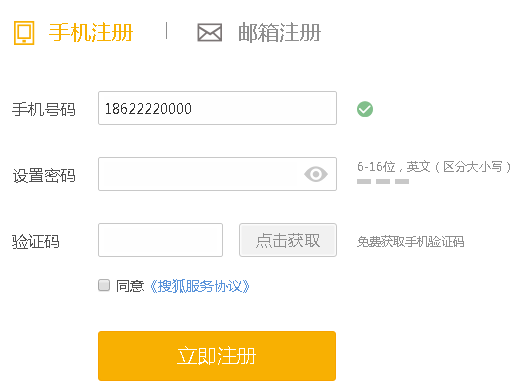 手机注册 | 邮箱注册
手机号码 18622220000
设置密码 6-16位，英文（区分大小写）
验证码 点击获取 免费获取手机验证码
同意《搜狐服务协议》
立即注册